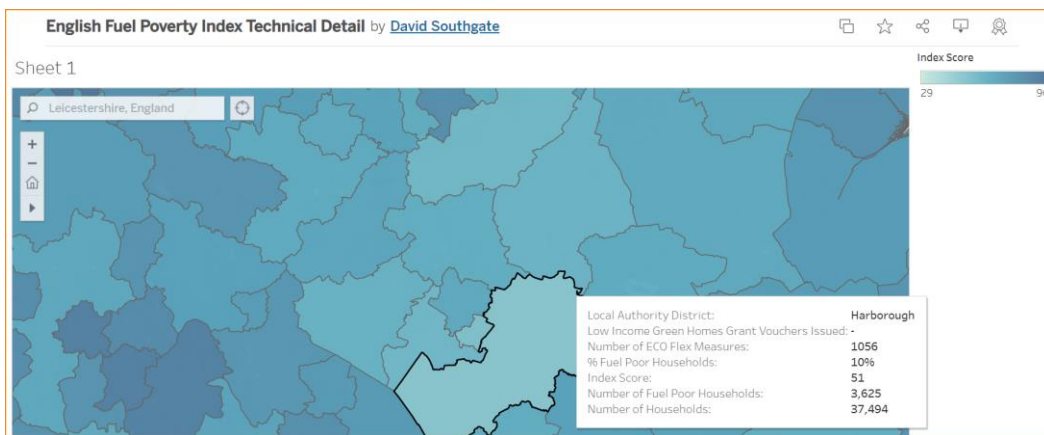 English Fuel Poverty Index Technical Detail by David Southgate
Sheet 1
Index Score
29
Leicestershire, England
Local Authority District: Harborough
Low Income Green Homes Grant Vouchers Issued: -
Number of ECO Flex Measures: 1056
% Fuel Poor Households: 10%
Index Score: 51
Number of Fuel Poor Households: 3,625
Number of Households: 37,494